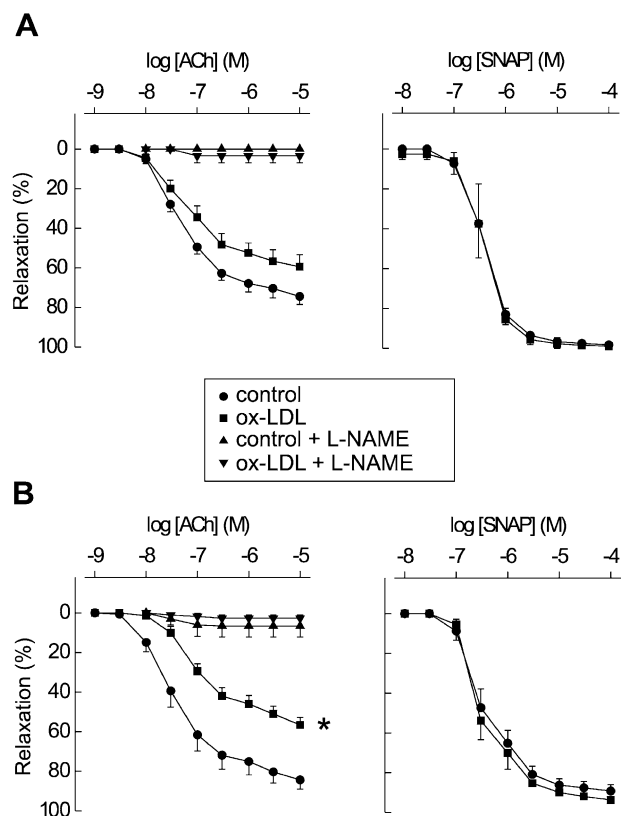 A
log [ACh] (M)
-9 -8 -7 -6 -5
log [SNAP] (M)
-8 -7 -6 -5 -4
Relaxation (%)
0
20
40
60
80
100
control
ox-LDL
control + L-NAME
ox-LDL + L-NAME
B
log [ACh] (M)
-9 -8 -7 -6 -5
log [SNAP] (M)
-8 -7 -6 -5 -4
Relaxation (%)
0
20
40
60
80
100
*